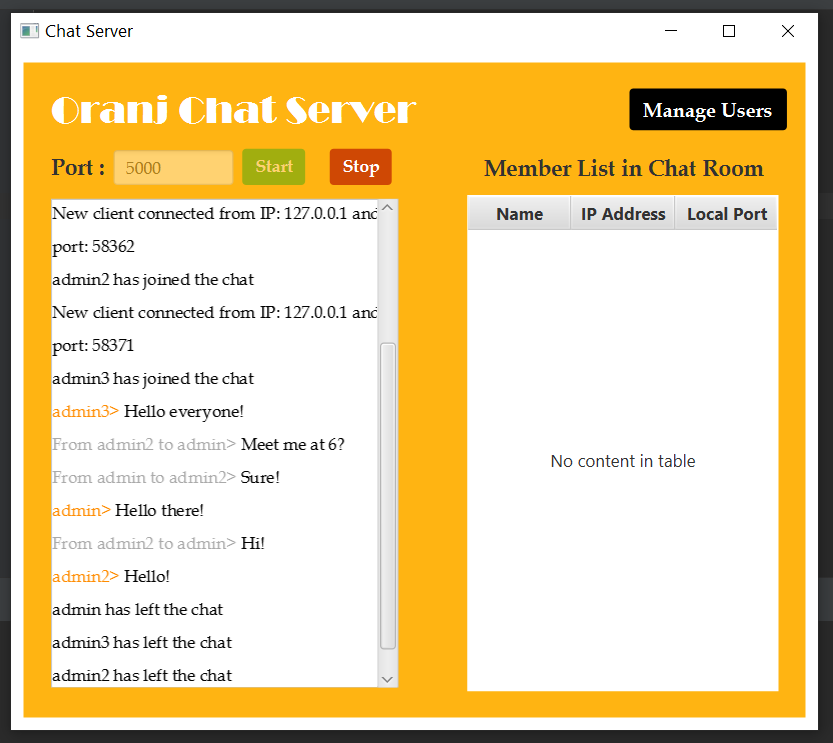 Chat Server
Oranj Chat Server
Manage Users
Port : 5000 Start Stop
Member List in Chat Room
Name IP Address Local Port
New client connected from IP: 127.0.0.1 and
port: 58362
admin2 has joined the chat
New client connected from IP: 127.0.0.1 and
port: 58371
admin3 has joined the chat
admin3> Hello everyone!
From admin2 to admin> Meet me at 6?
From admin to admin2> Sure!
admin> Hello there!
From admin2 to admin> Hi!
admin2> Hello!
admin has left the chat
admin3 has left the chat
admin2 has left the chat
No content in table